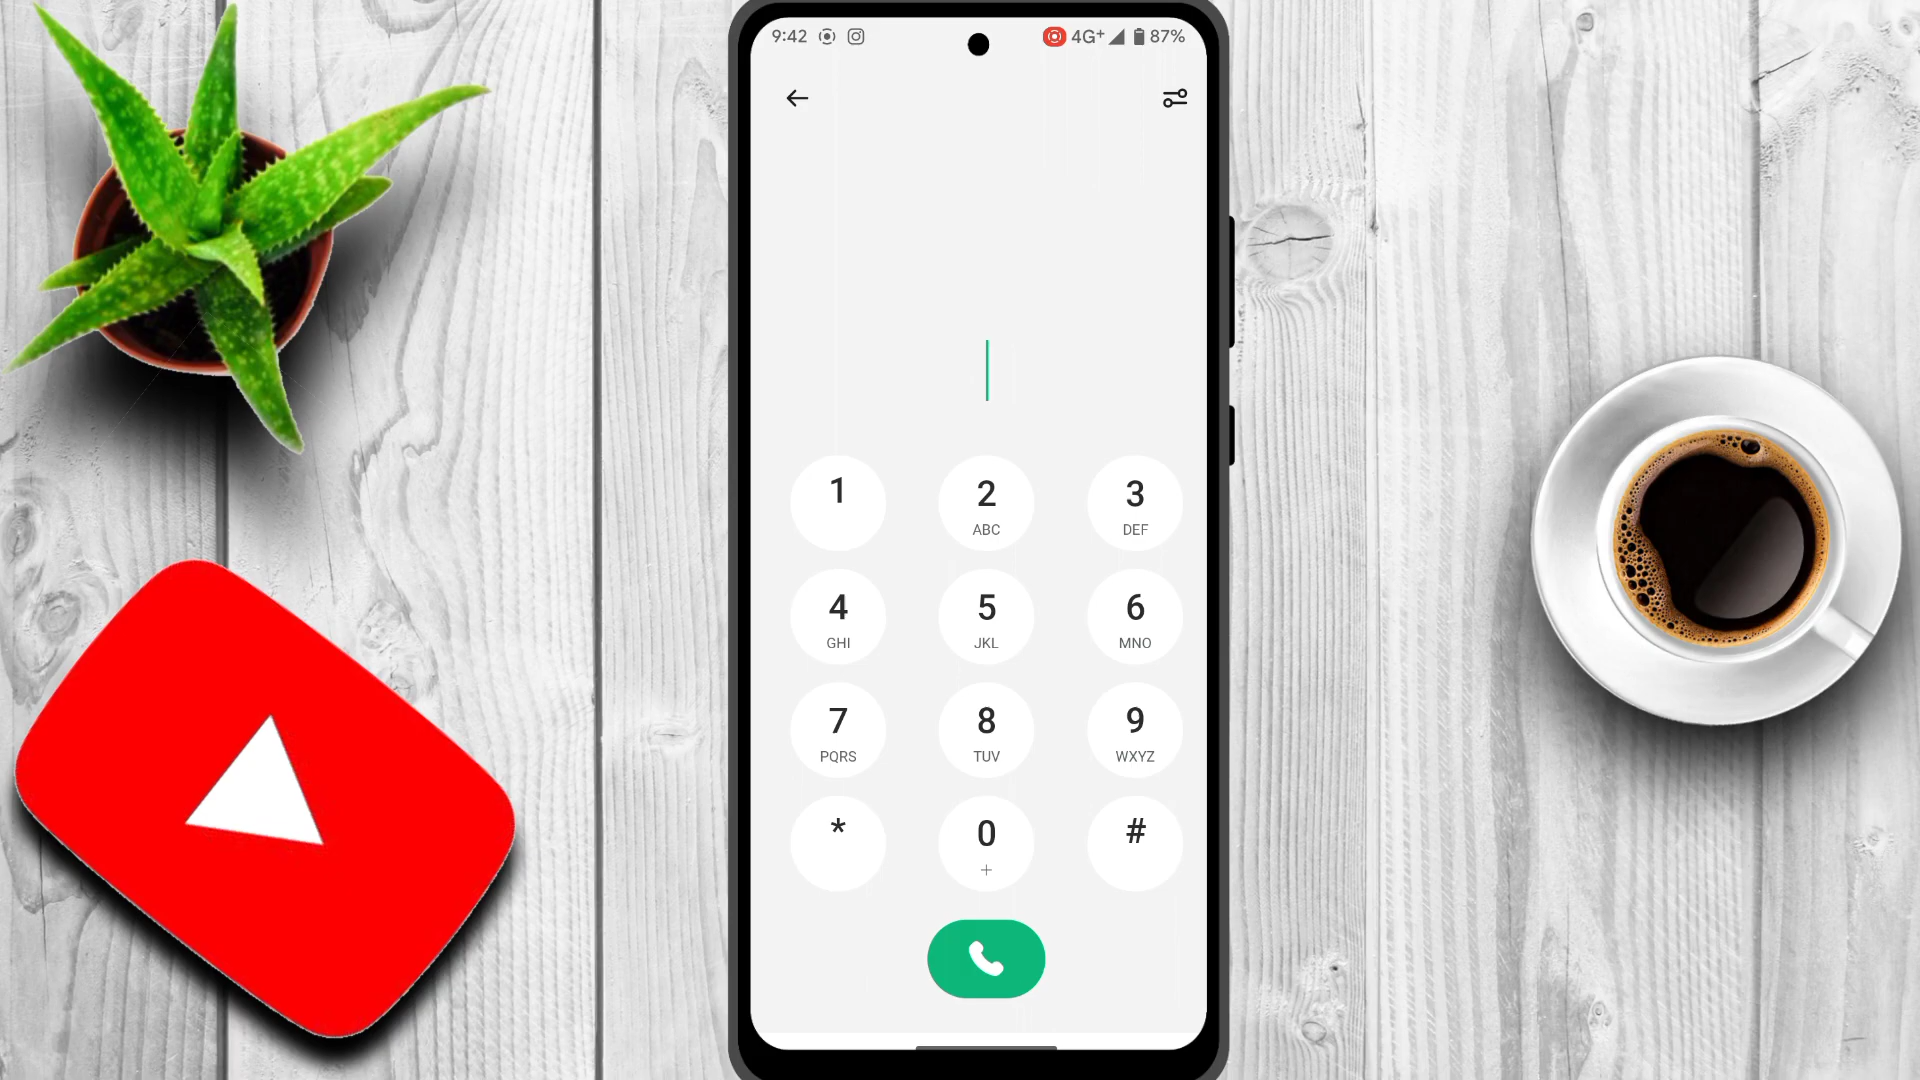 9:42 4G+ 87%
1 2 3
ABC DEF
4 5 6
GHI JKL MNO
7 8 9
PQRS TUV WXYZ
* 0 #
+